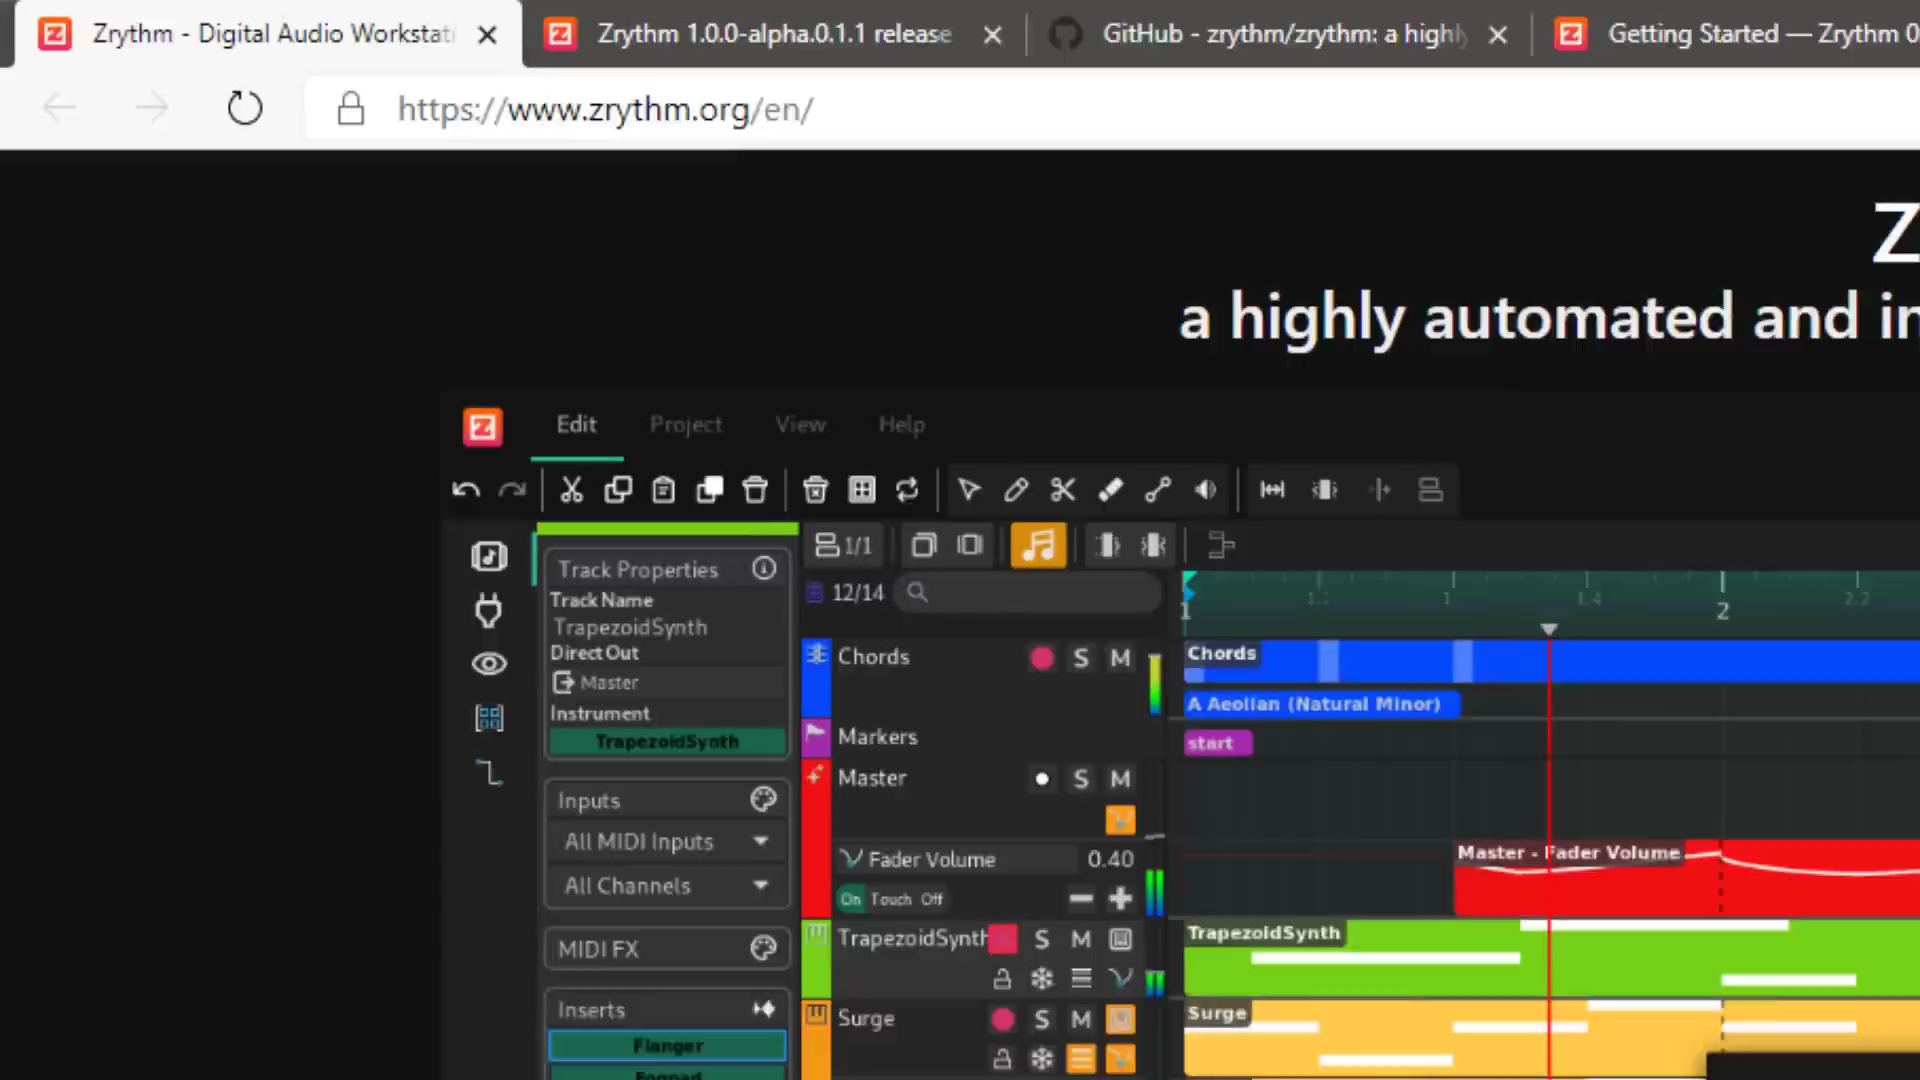 Zrythm - Digital Audio Workstati
Zrythm 1.0.0-alpha.0.1.1 release
GitHub - zrythm/zrythm: a highly
Getting Started — Zrythm 0
https://www.zrythm.org/en/
Z
a highly automated and in
Edit Project View Help
1/1
Track Properties
12/14
Track Name
TrapezoidSynth
Direct Out
Master
Instrument
TrapezoidSynth
Inputs
All MIDI Inputs
All Channels
MIDI FX
Inserts
Flanger
Chords S M
Markers
Master S M
Fader Volume 0.40
On Touch Off
TrapezoidSynth S M
Surge S M
1 1.4 2 2.2
Chords
A Aeolian (Natural Minor)
start
Master - Fader Volume
TrapezoidSynth
Surge